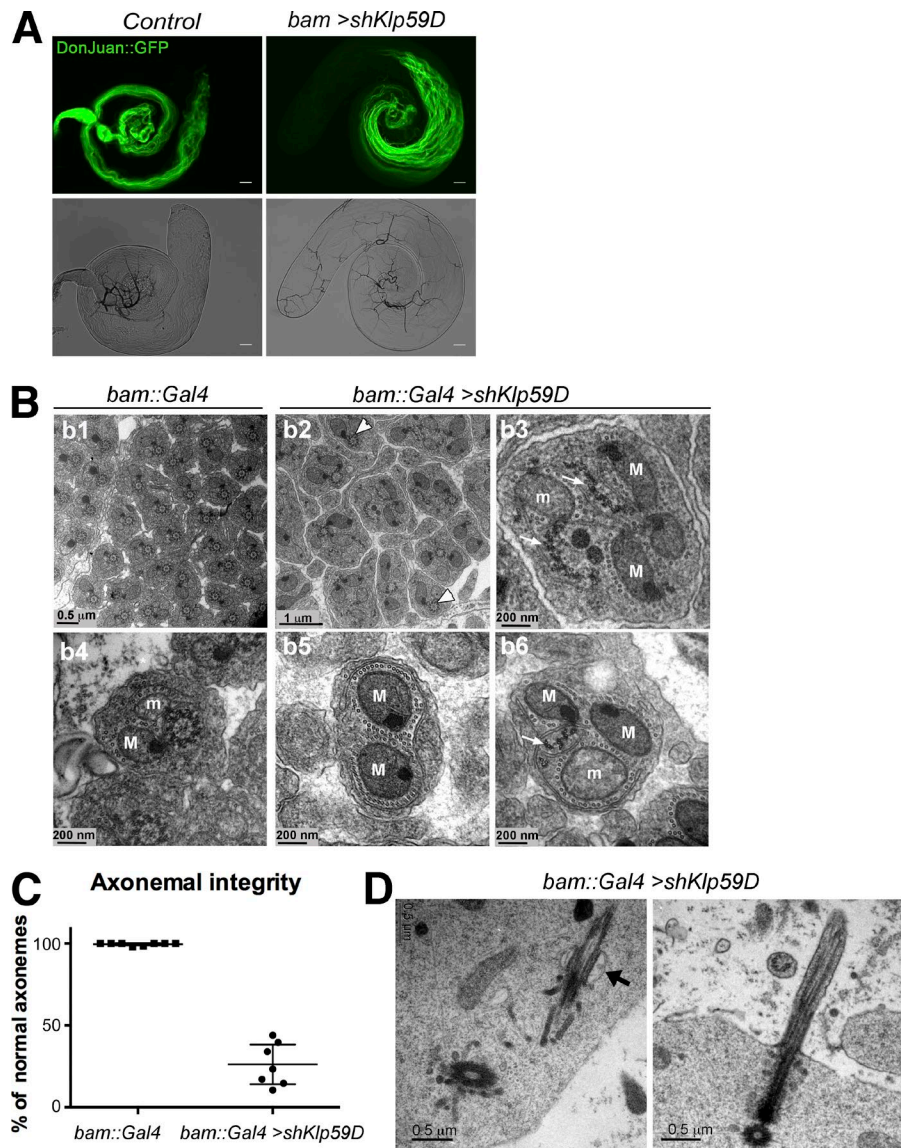 A
Control
bam >shKlp59D
DonJuan::GFP
B
bam::Gal4
bam::Gal4 >shKlp59D
b1
b2
b3
M
m
M
0.5 µm
1 µm
200 nm
b4
b5
b6
m
M
M
M
M
M
m
200 nm
200 nm
200 nm
C
Axonemal integrity
% of normal axonemes
100
50
0
bam::Gal4
bam::Gal4 >shKlp59D
D
bam::Gal4 >shKlp59D
0.5 µm
0.5 µm
0.5 µm